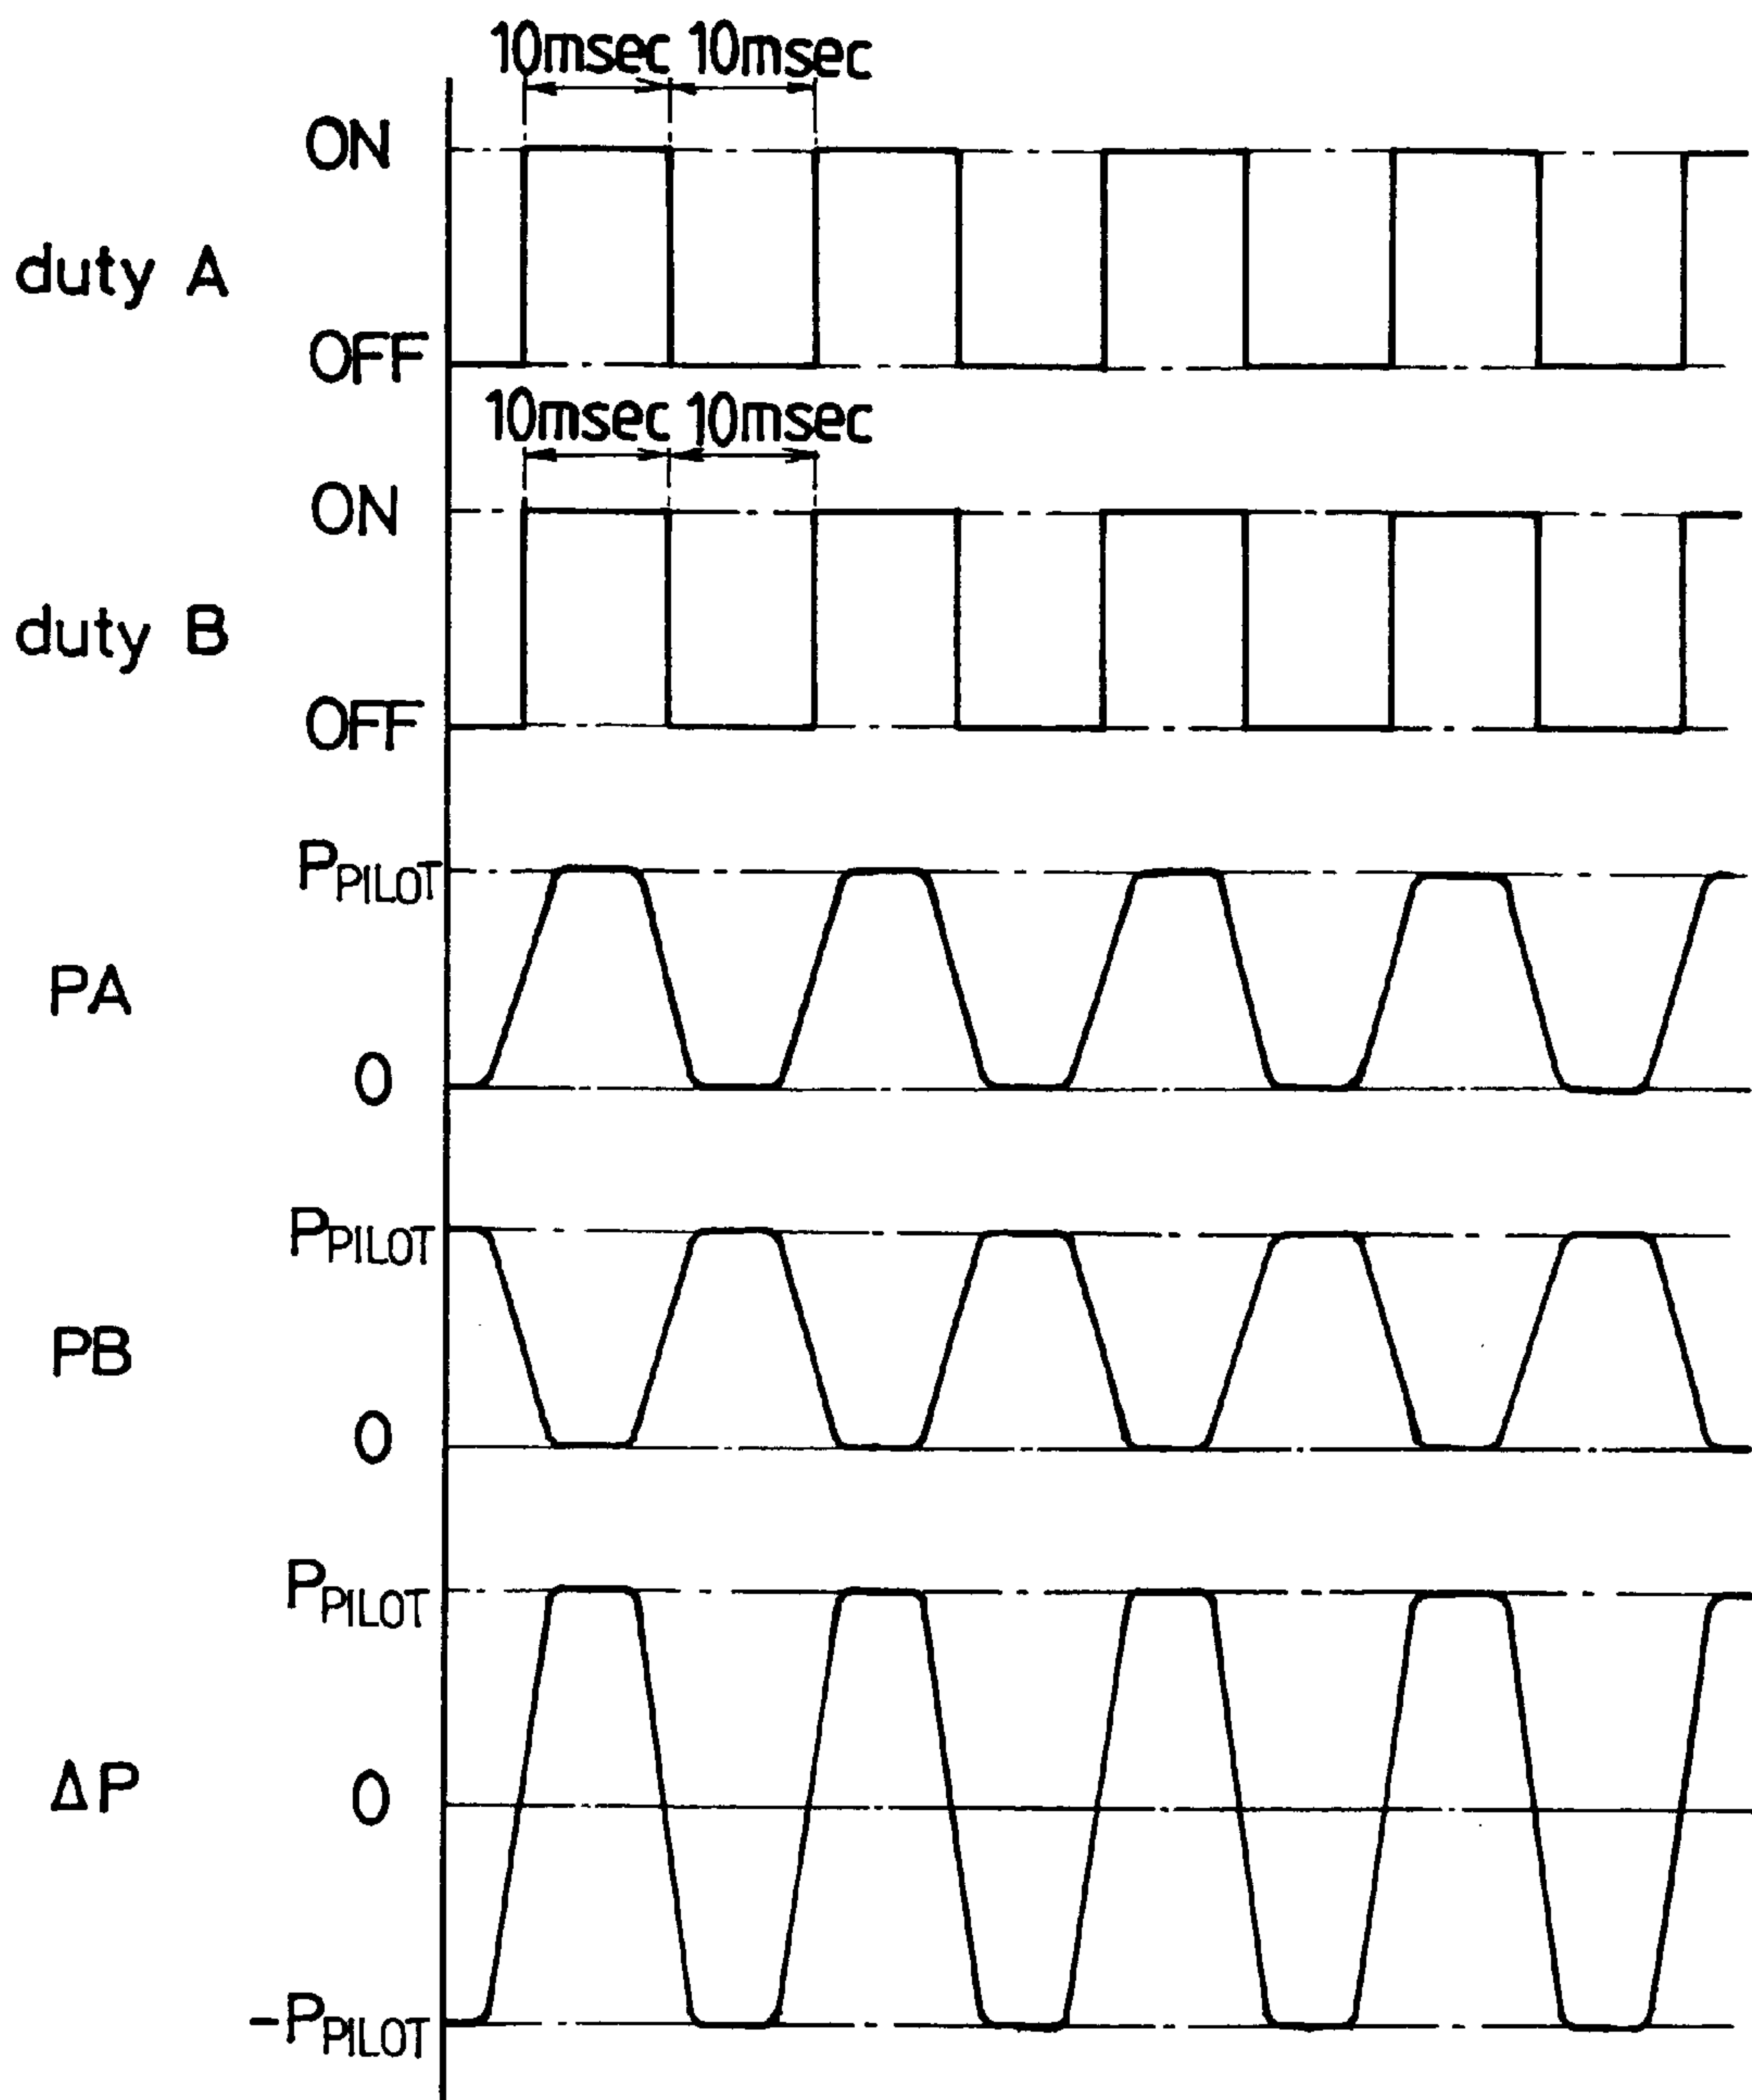 10msec 10msec
ON
duty A
OFF
10msec 10msec
ON
duty B
OFF
PPILOT
PA
0
PPILOT
PB
0
PPILOT
ΔP
0
-PPILOT